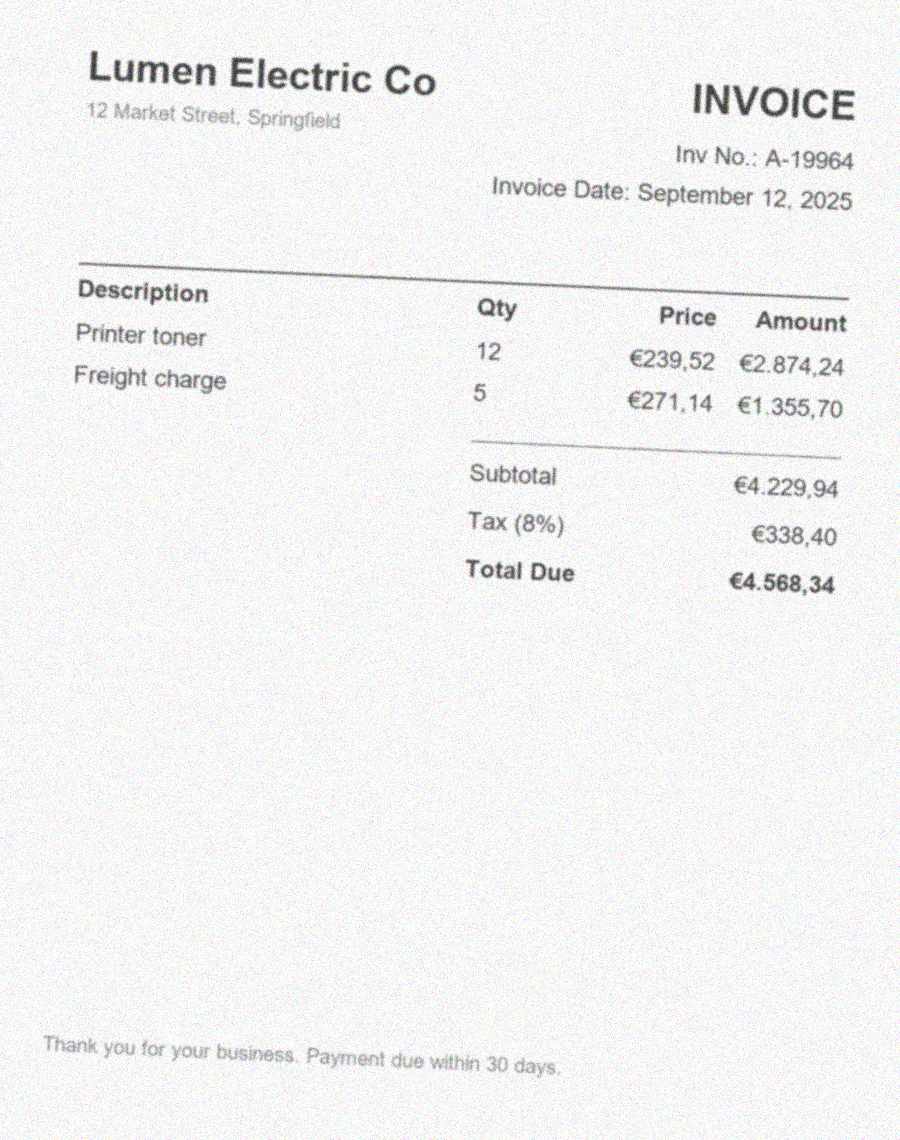 Lumen Electric Co
12 Market Street, Springfield
INVOICE
Inv No.: A-19964
Invoice Date: September 12, 2025
Description Qty Price Amount
Printer toner 12 €239,52 €2.874,24
Freight charge 5 €271,14 €1.355,70
Subtotal €4.229,94
Tax (8%) €338,40
Total Due €4.568,34
Thank you for your business. Payment due within 30 days.